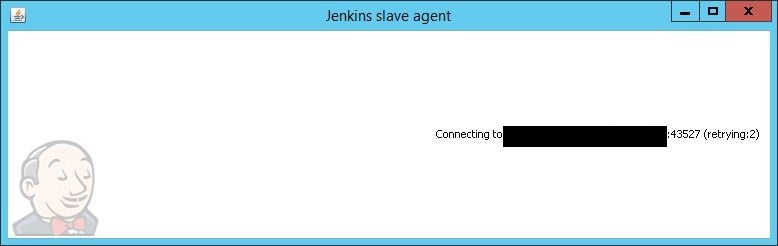 Jenkins slave agent
Connecting to :43527 (retrying:2)